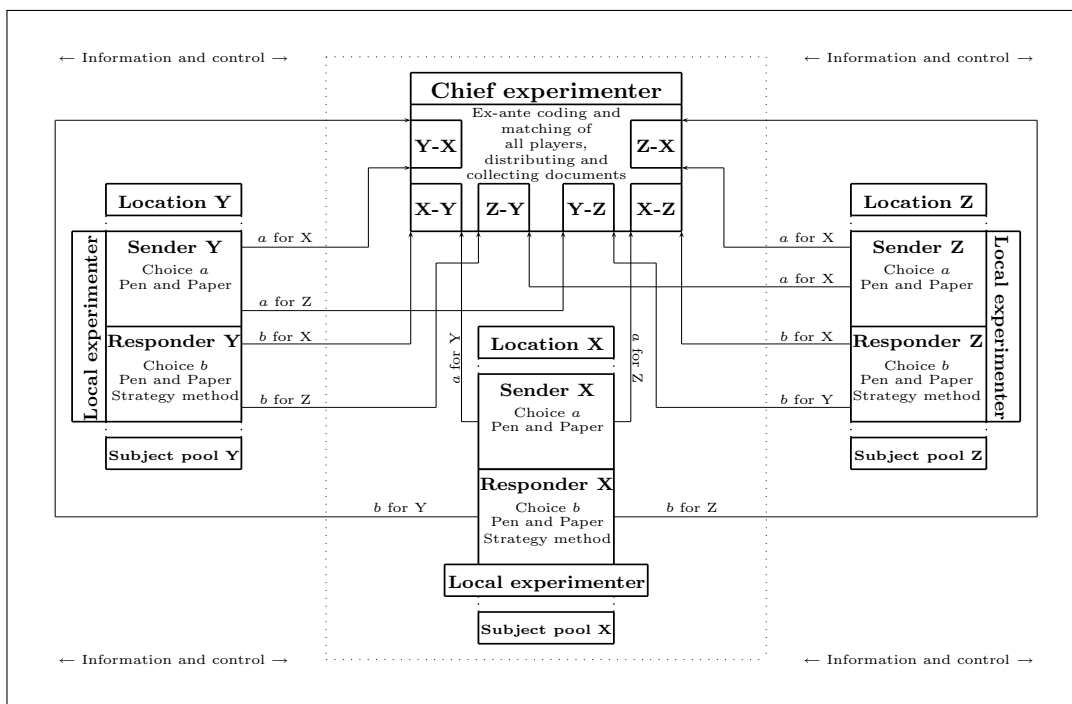 ← Information and control →
← Information and control →
Chief experimenter
Ex-ante coding and
matching of
all players,
distributing and
collecting documents
Y-X
Z-X
X-Y
Z-Y
Y-Z
X-Z
Location Y
Local experimenter
Sender Y
Choice a
Pen and Paper
Responder Y
Choice b
Pen and Paper
Strategy method
Subject pool Y
a for X
a for Z
b for X
b for Z
a for Y
a for Z
Location X
Sender X
Choice a
Pen and Paper
Responder X
Choice b
Pen and Paper
Strategy method
Local experimenter
Subject pool X
b for Y
b for Z
a for X
a for X
b for X
b for Y
Location Z
Sender Z
Choice a
Pen and Paper
Responder Z
Choice b
Pen and Paper
Strategy method
Local experimenter
Subject pool Z
← Information and control →
← Information and control →